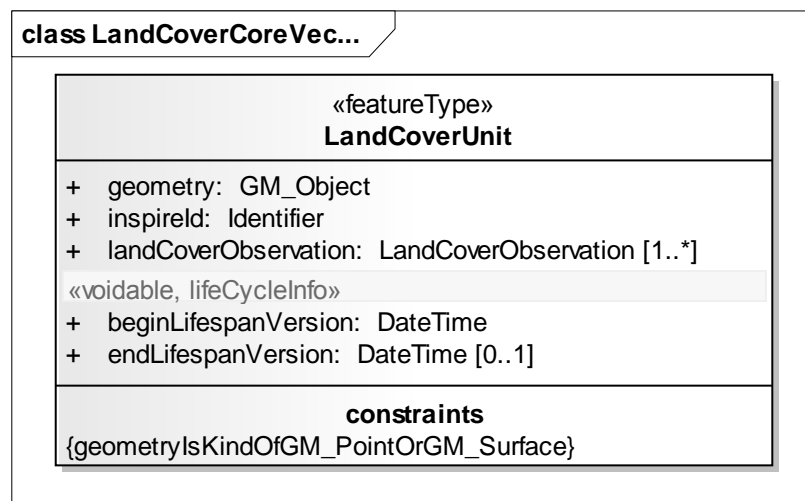 class LandCoverCoreVec...
«featureType»
LandCoverUnit
+ geometry: GM_Object
+ inspireId: Identifier
+ landCoverObservation: LandCoverObservation [1..*]
«voidable, lifeCycleInfo»
+ beginLifespanVersion: DateTime
+ endLifespanVersion: DateTime [0..1]
constraints
{geometryIsKindOfGM_PointOrGM_Surface}